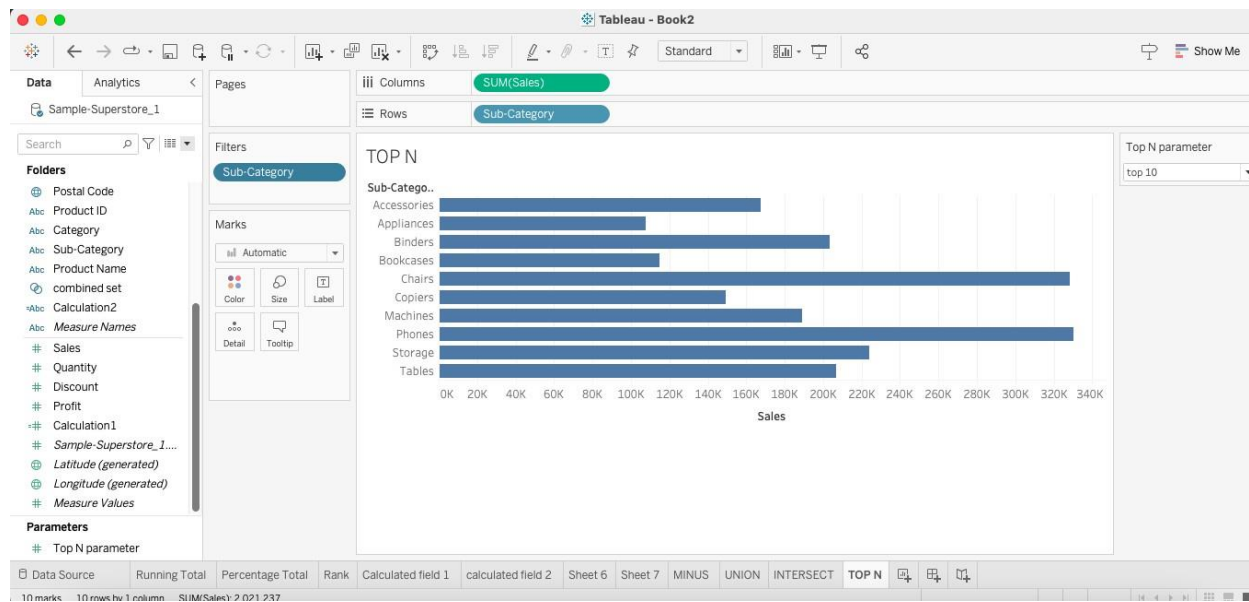 Tableau - Book2
Standard
Show Me
Data Analytics
Sample-Superstore_1
Search
Folders
Postal Code
Abc Product ID
Abc Category
Abc Sub-Category
Abc Product Name
combined set
=Abc Calculation2
Abc Measure Names
# Sales
# Quantity
# Discount
# Profit
=# Calculation1
# Sample-Superstore_1....
Latitude (generated)
Longitude (generated)
# Measure Values
Parameters
# Top N parameter
Pages
Filters
Sub-Category
Marks
Automatic
Color Size Label
Detail Tooltip
Columns SUM(Sales)
Rows Sub-Category
TOP N
Sub-Catego..
Accessories
Appliances
Binders
Bookcases
Chairs
Copiers
Machines
Phones
Storage
Tables
0K 20K 40K 60K 80K 100K 120K 140K 160K 180K 200K 220K 240K 260K 280K 300K 320K 340K
Sales
Top N parameter
top 10
Data Source Running Total Percentage Total Rank Calculated field 1 calculated field 2 Sheet 6 Sheet 7 MINUS UNION INTERSECT TOP N
10 marks 10 rows by 1 column SUM(Sales): 2,021,237